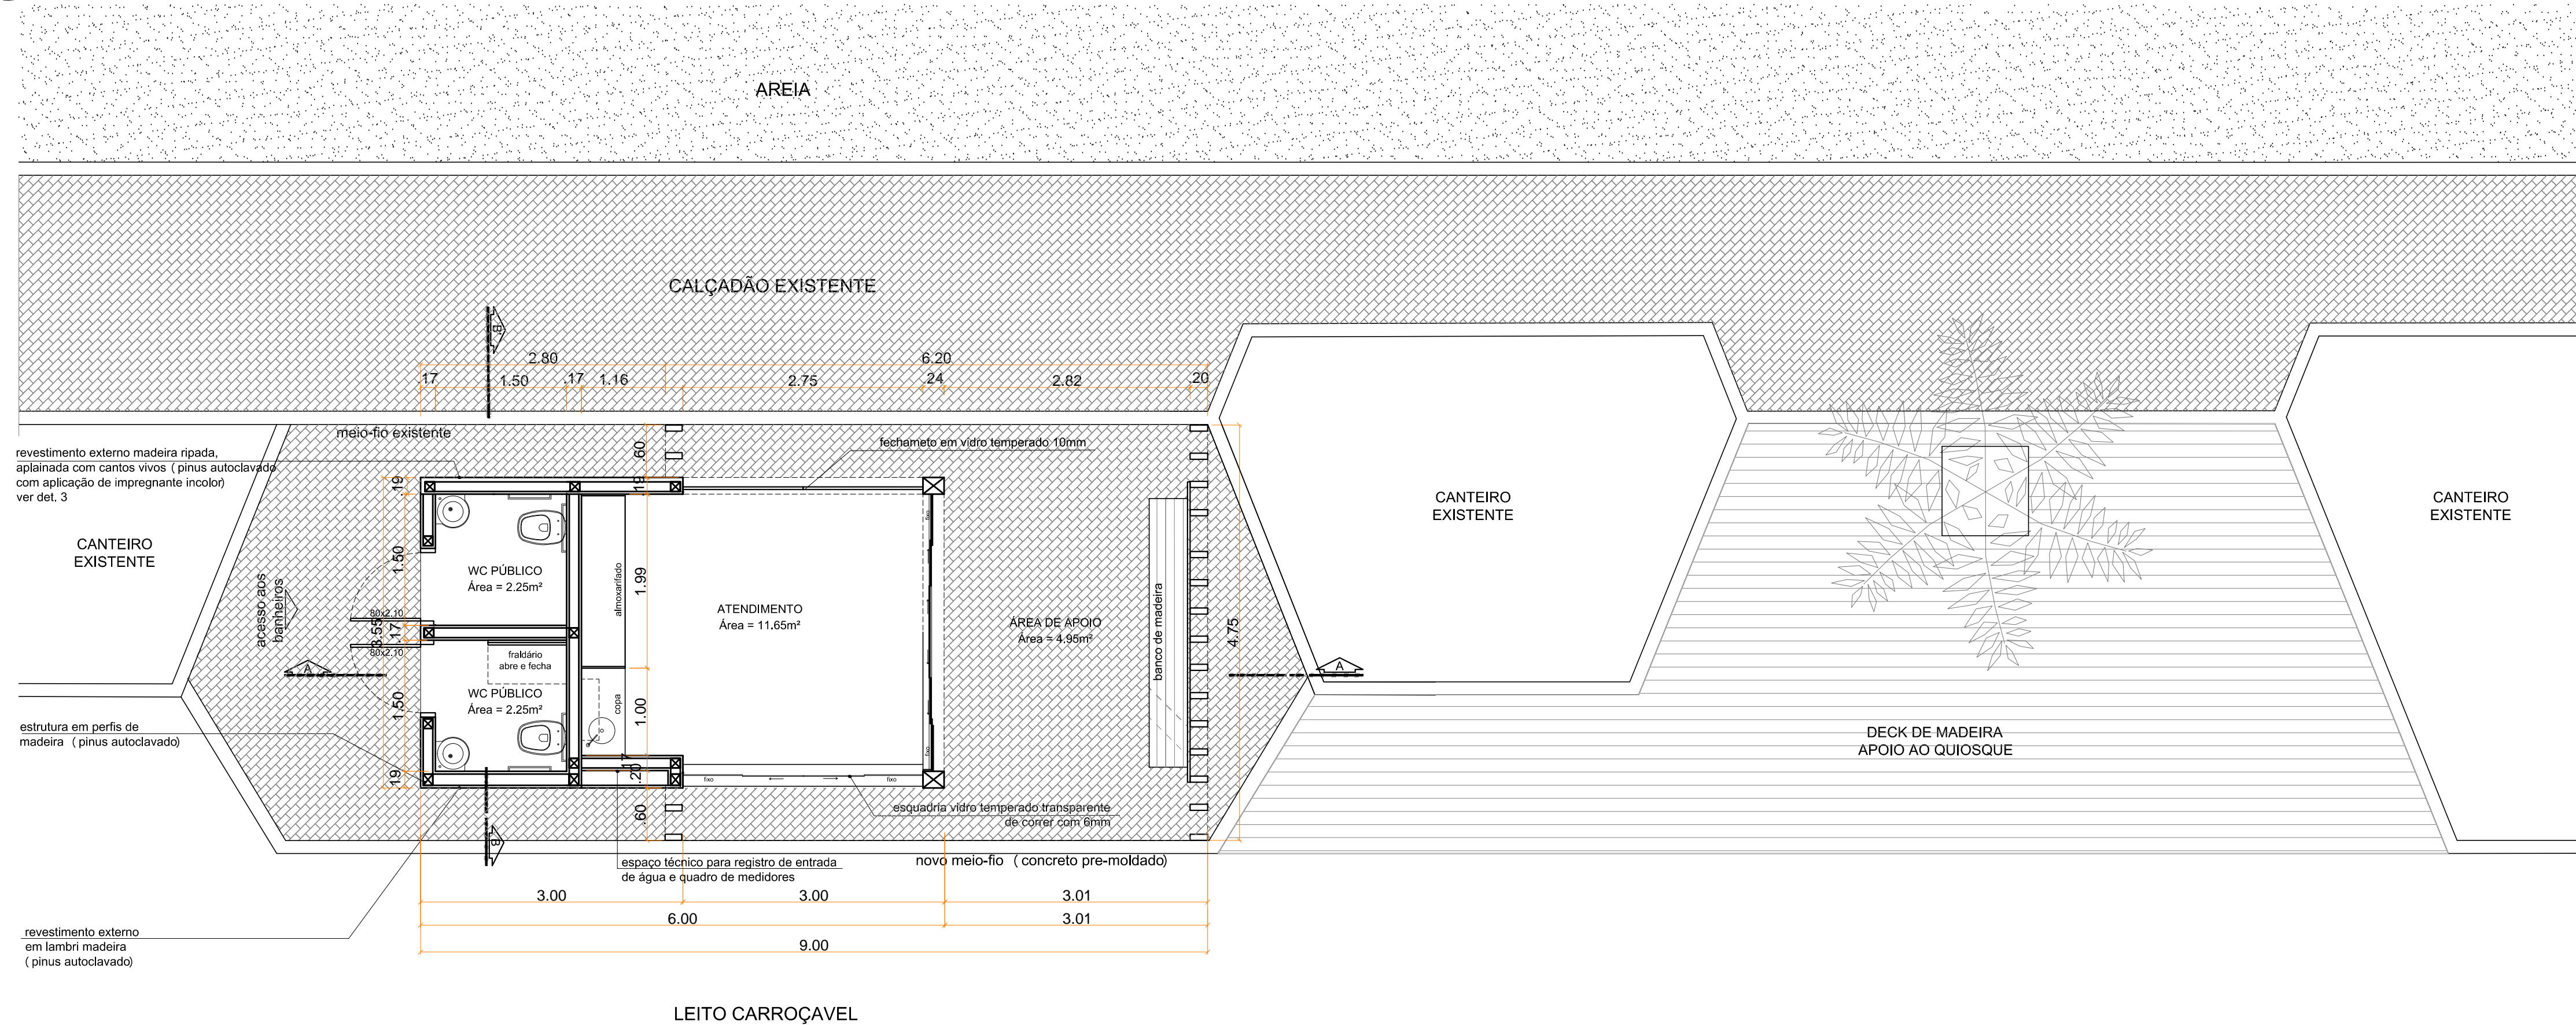 AREIA
CALÇADÃO EXISTENTE
B'
2.80
6.20
.17
1.50
.17
1.16
2.75
.24
2.82
.20
meio-fio existente
revestimento externo madeira ripada,
aplainada com cantos vivos ( pinus autoclavado
com aplicação de impregnante incolor)
ver det. 3
fechameto em vidro temperado 10mm
.60
.19
.19
fixo
CANTEIRO
EXISTENTE
CANTEIRO
EXISTENTE
CANTEIRO
EXISTENTE
acesso aos
banheiros
1.50
WC PÚBLICO
Área = 2.25m²
almoxarifado
1.99
ATENDIMENTO
Área = 11.65m²
ÁREA DE APOIO
Área = 4.95m²
banco de madeira
4.75
80x2.10
3.55
.17
80x2.10
fraldário
abre e fecha
A
A
WC PÚBLICO
Área = 2.25m²
1.50
copa
1.00
estrutura em perfis de
madeira ( pinus autoclavado)
DECK DE MADEIRA
APOIO AO QUIOSQUE
.19
.17
.20
fixo
fixo
fixo
.60
esquadria vidro temperado transparente
de correr com 6mm
B
espaço técnico para registro de entrada
de água e quadro de medidores
novo meio-fio ( concreto pre-moldado)
3.00
3.00
3.01
6.00
3.01
9.00
revestimento externo
em lambri madeira
( pinus autoclavado)
LEITO CARROÇAVEL